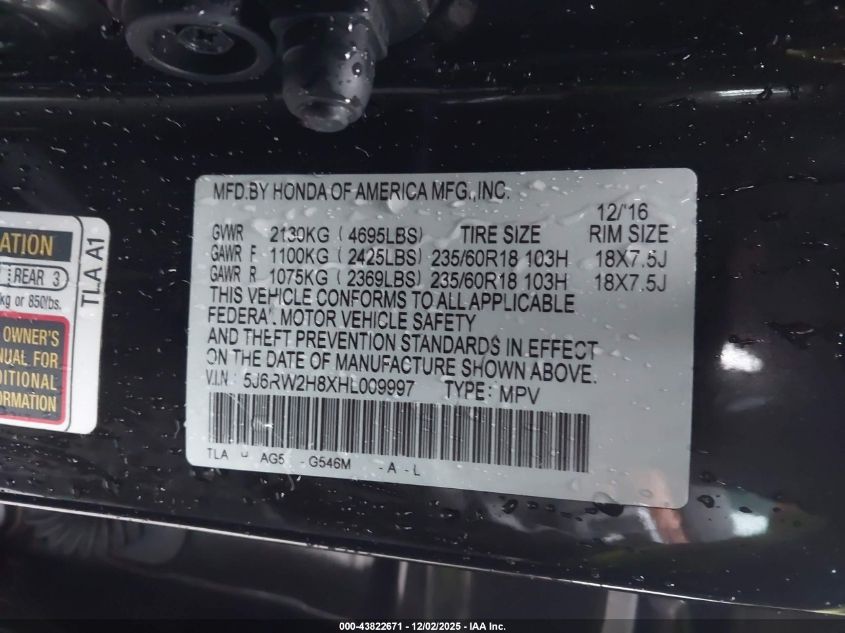 MFD.BY HONDA OF AMERICA MFG.,INC.
12/'16
GVWR 2130KG ( 4695LBS) TIRE SIZE RIM SIZE
GAWR F 1100KG ( 2425LBS) 235/60R18 103H 18X7.5J
GAWR R 1075KG ( 2369LBS) 235/60R18 103H 18X7.5J
THIS VEHICLE CONFORMS TO ALL APPLICABLE
FEDERAL MOTOR VEHICLE SAFETY
AND THEFT PREVENTION STANDARDS IN EFFECT
ON THE DATE OF MANUFACTURE SHOWN ABOVE.
V.I.N : 5J6RW2H8XHL009997 TYPE: MPV
TLA H AG5 - G546M - A - L
ATION
REAR 3
kg or 850lbs.
OWNER'S
NUAL FOR
DITIONAL
ORMATION
TLA A1
000-43822671 - 12/02/2025 - IAA Inc.